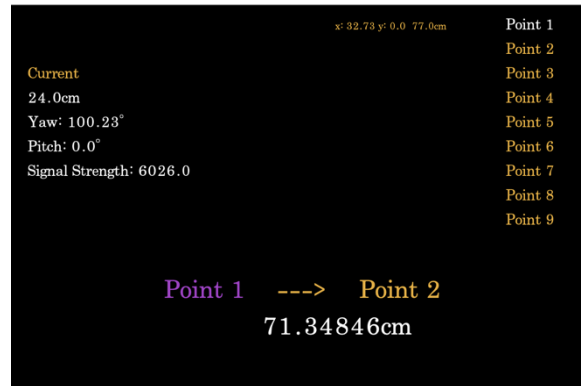 x: 32.73 y: 0.0 77.0cm
Point 1
Point 2
Point 3
Point 4
Point 5
Point 6
Point 7
Point 8
Point 9
Current
24.0cm
Yaw: 100.23°
Pitch: 0.0°
Signal Strength: 6026.0
Point 1 ---> Point 2
71.34846cm